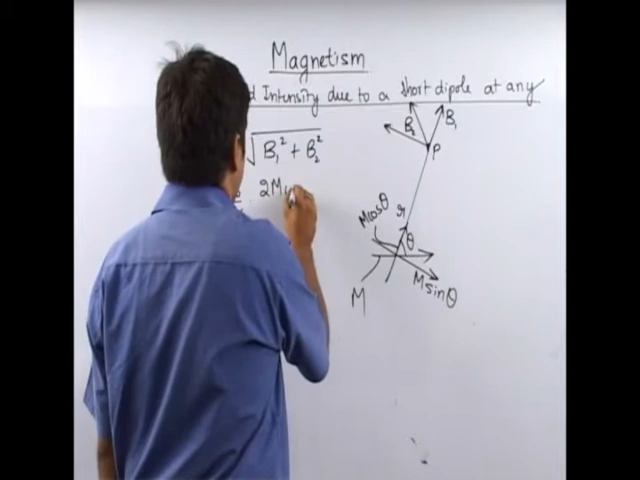 Magnetism
d Intensity due to a short dipole at any
√B₁² + B₂²
2M
B₂
B₁
P
r
Mcosθ
θ
M
Msinθ